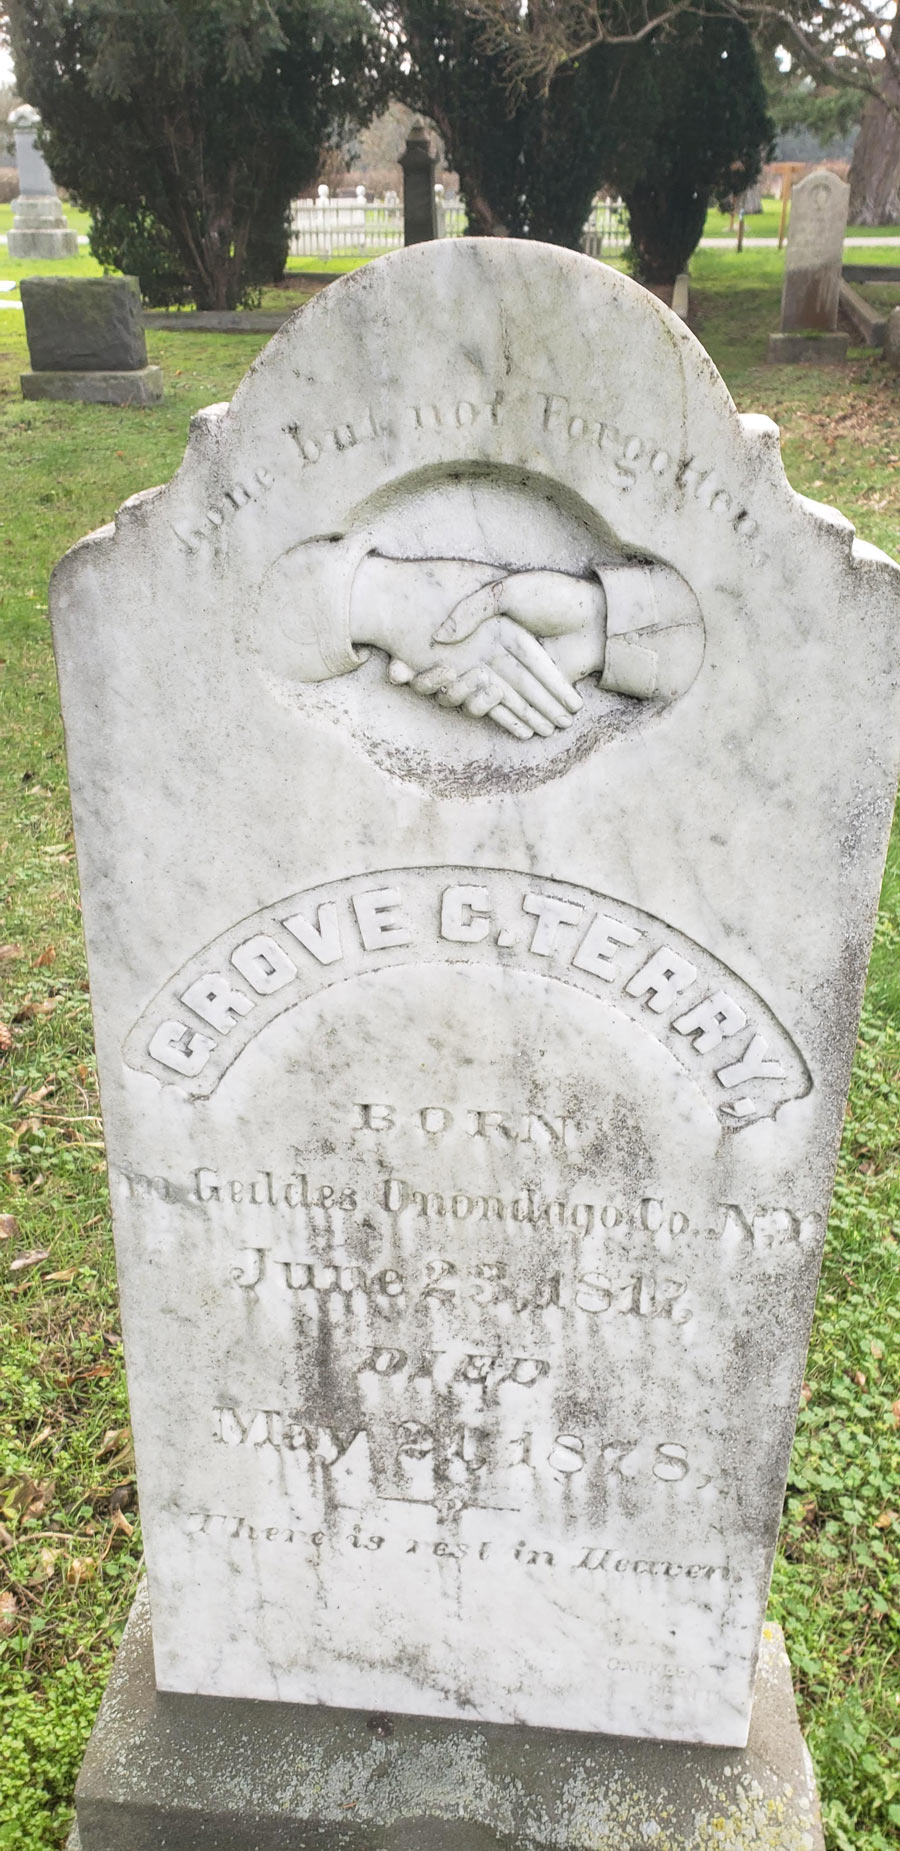 Gone but not Forgotten.
GROVE C. TERRY,
BORN
in Geddes Onondago Co. N.Y.
June 23, 1817,
DIED
May 21, 1878,
There is rest in Heaven.